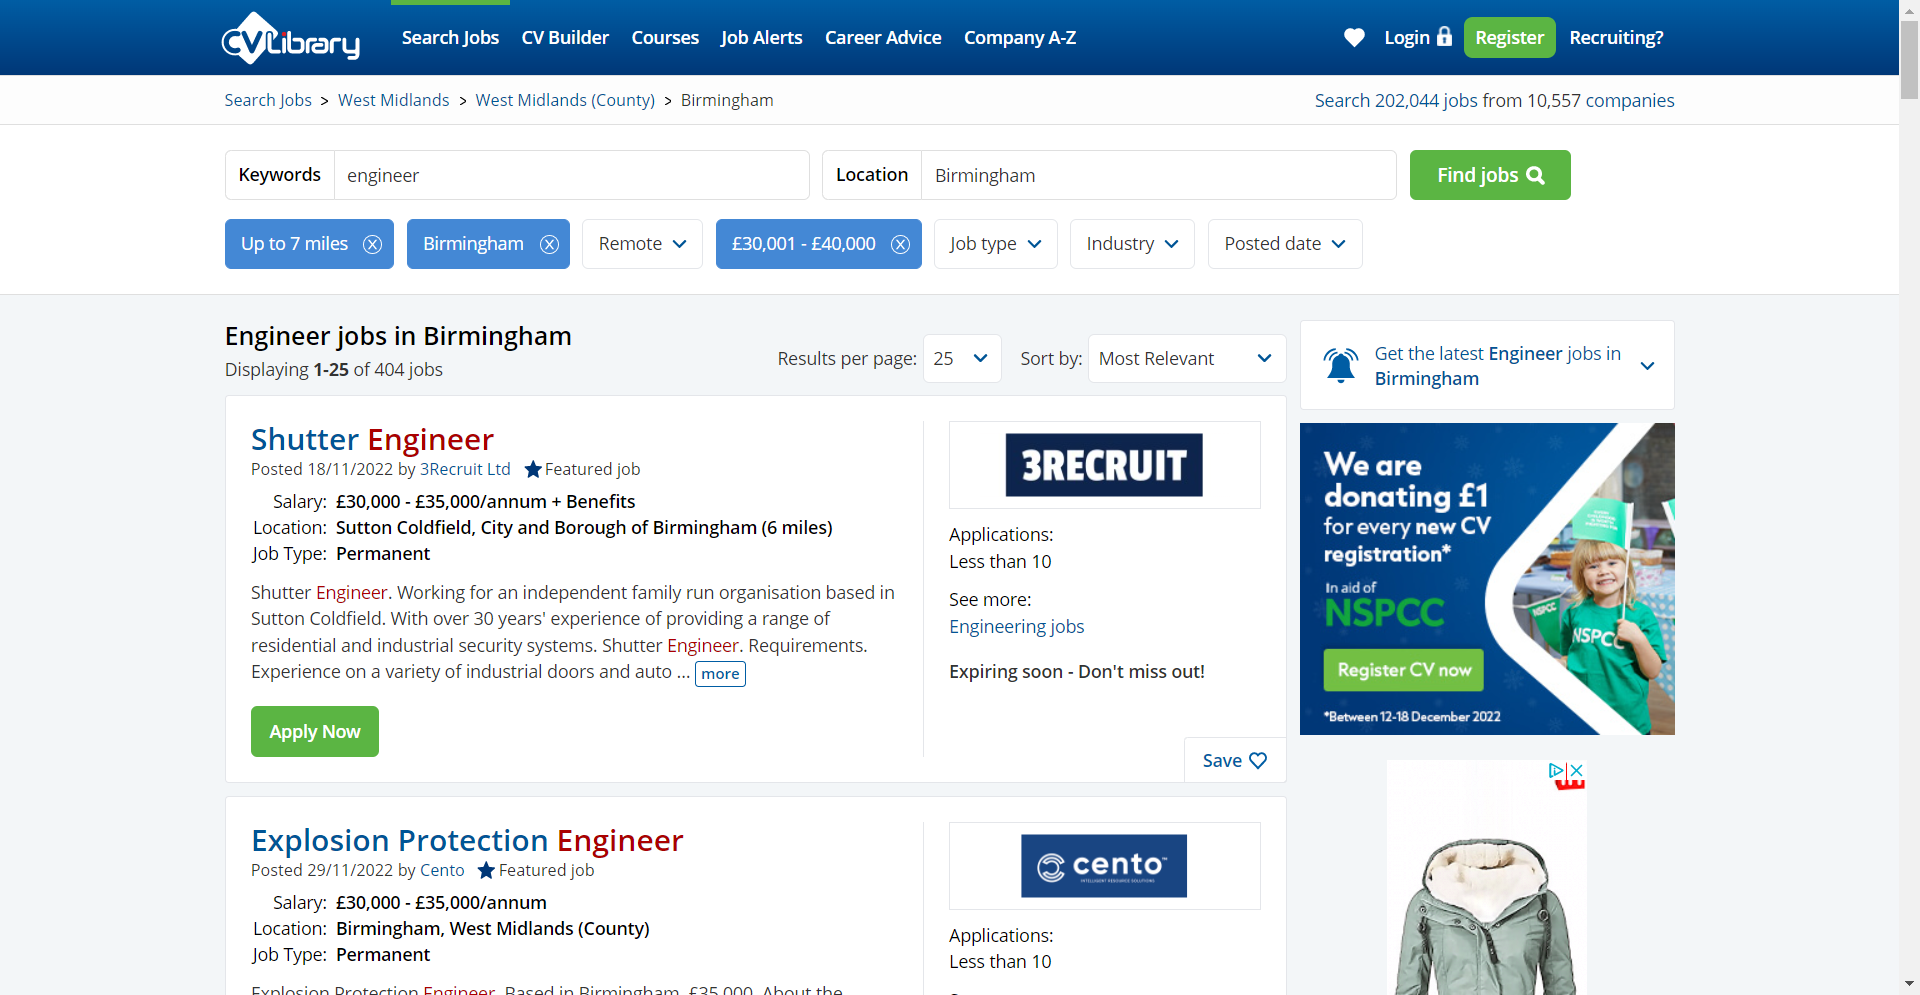 CVLibrary
Search Jobs CV Builder Courses Job Alerts Career Advice Company A-Z
Login Register Recruiting?
Search Jobs > West Midlands > West Midlands (County) > Birmingham
Search 202,044 jobs from 10,557 companies
Keywords engineer
Location Birmingham
Find jobs
Up to 7 miles Birmingham Remote £30,001 - £40,000 Job type Industry Posted date
Engineer jobs in Birmingham
Displaying 1-25 of 404 jobs
Results per page: 25 Sort by: Most Relevant
Shutter Engineer
Posted 18/11/2022 by 3Recruit Ltd Featured job
Salary: £30,000 - £35,000/annum + Benefits
Location: Sutton Coldfield, City and Borough of Birmingham (6 miles)
Job Type: Permanent
Shutter Engineer. Working for an independent family run organisation based in
Sutton Coldfield. With over 30 years' experience of providing a range of
residential and industrial security systems. Shutter Engineer. Requirements.
Experience on a variety of industrial doors and auto ... more
Apply Now
3RECRUIT
Applications:
Less than 10
See more:
Engineering jobs
Expiring soon - Don't miss out!
Save
Explosion Protection Engineer
Posted 29/11/2022 by Cento Featured job
Salary: £30,000 - £35,000/annum
Location: Birmingham, West Midlands (County)
Job Type: Permanent
Explosion Protection Engineer. Based in Birmingham. £35,000. About the
cento™
INTELLIGENT RESOURCE SOLUTIONS
Applications:
Less than 10
Get the latest Engineer jobs in
Birmingham
We are
donating £1
for every new CV
registration*
In aid of
NSPCC
Register CV now
*Between 12-18 December 2022
NSPCC
NSPCC